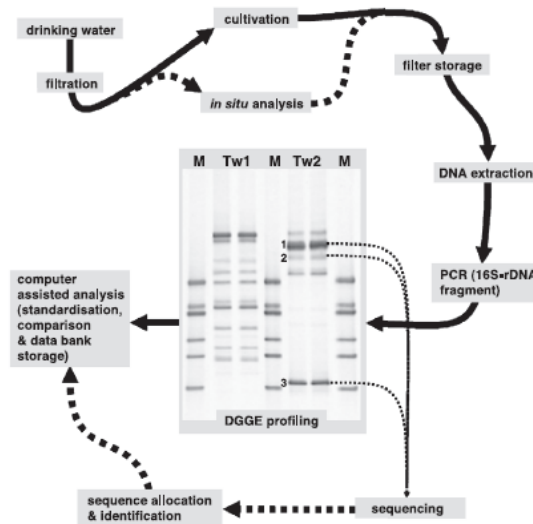 drinking water
filtration
cultivation
in situ analysis
filter storage
DNA extraction
PCR (16S-rDNA
fragment)
M Tw1 M Tw2 M
1
2
3
DGGE profiling
computer
assisted analysis
(standardisation,
comparison
& data bank
storage)
sequencing
sequence allocation
& identification